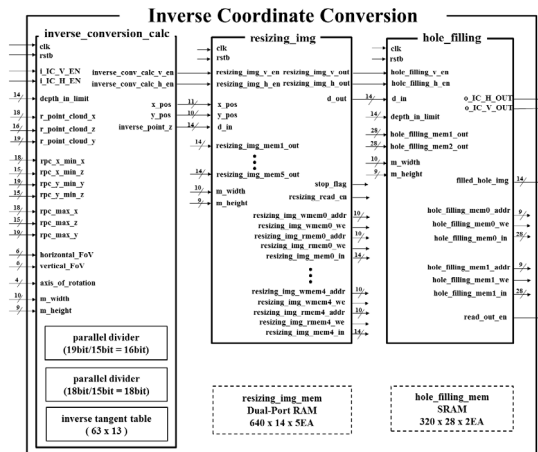 Inverse Coordinate Conversion
inverse_conversion_calc
clk
rstb
i_IC_V_EN
i_IC_H_EN
inverse_conv_calc_v_en
inverse_conv_calc_h_en
14
depth_in_limit
x_pos
11
18
r_point_cloud_x
y_pos
10
16
r_point_cloud_z
inverse_point_z
14
19
r_point_cloud_y
18
rpc_x_min_x
15
rpc_x_min_z
19
rpc_y_min_y
15
rpc_y_min_z
18
rpc_max_x
15
rpc_max_z
19
rpc_max_y
6
horizontal_FoV
6
vertical_FoV
4
axis_of_rotation
10
m_width
9
m_height
parallel divider
(19bit/15bit = 16bit)
parallel divider
(18bit/15bit = 18bit)
inverse tangent table
( 63 x 13 )
resizing_img
clk
rstb
resizing_img_v_en
resizing_img_v_out
resizing_img_h_en
resizing_img_h_out
d_out
14
x_pos
y_pos
d_in
14
resizing_img_mem1_out
14
resizing_img_mem5_out
10
m_width
9
m_height
stop_flag
resizing_read_en
resizing_img_wmem0_addr
10
resizing_img_wmem0_we
resizing_img_rmem0_addr
10
resizing_img_rmem0_we
resizing_img_mem0_in
14
resizing_img_wmem4_addr
10
resizing_img_wmem4_we
resizing_img_rmem4_addr
10
resizing_img_rmem4_we
resizing_img_mem4_in
14
resizing_img_mem
Dual-Port RAM
640 x 14 x 5EA
hole_filling
clk
rstb
hole_filling_v_en
hole_filling_h_en
d_in
o_IC_H_OUT
o_IC_V_OUT
14
depth_in_limit
28
hole_filling_mem1_out
28
hole_filling_mem2_out
10
m_width
9
m_height
filled_hole_img
14
hole_filling_mem0_addr
9
hole_filling_mem0_we
hole_filling_mem0_in
28
hole_filling_mem1_addr
9
hole_filling_mem1_we
hole_filling_mem1_in
28
read_out_en
hole_filling_mem
SRAM
320 x 28 x 2EA